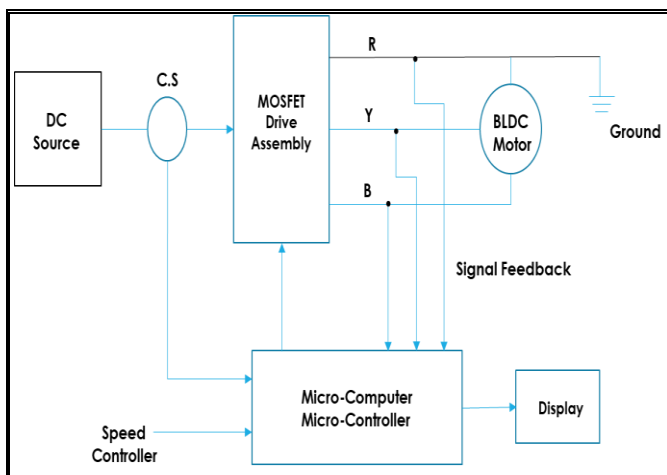 C.S
R
DC
Source
MOSFET
Drive
Assembly
Y
BLDC
Motor
Ground
B
Signal Feedback
Micro-Computer
Micro-Controller
Display
Speed
Controller